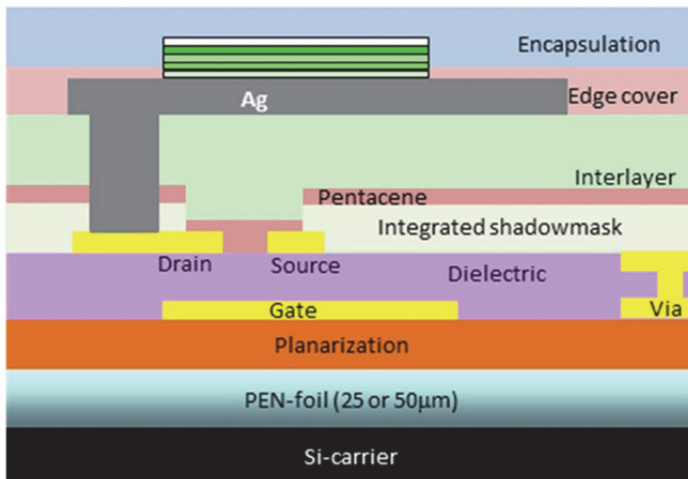 Encapsulation
Ag
Edge cover
Interlayer
Pentacene
Integrated shadowmask
Drain
Source
Dielectric
Gate
Via
Planarization
PEN-foil (25 or 50µm)
Si-carrier